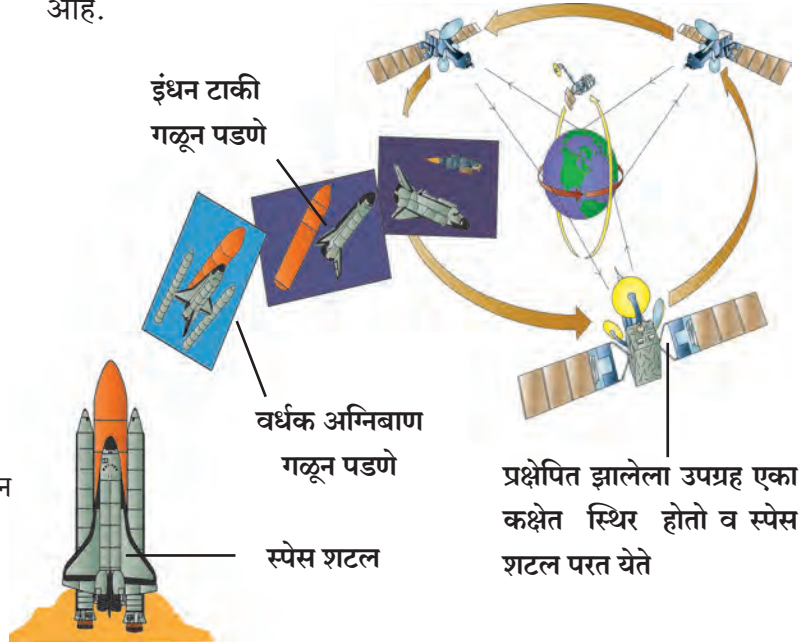 आहे.
इंधन टाकी
गळून पडणे
वर्धक अग्निबाण
गळून पडणे
न
स्पेस शटल
प्रक्षेपित झालेला उपग्रह एका
कक्षेत स्थिर होतो व स्पेस
शटल परत येते